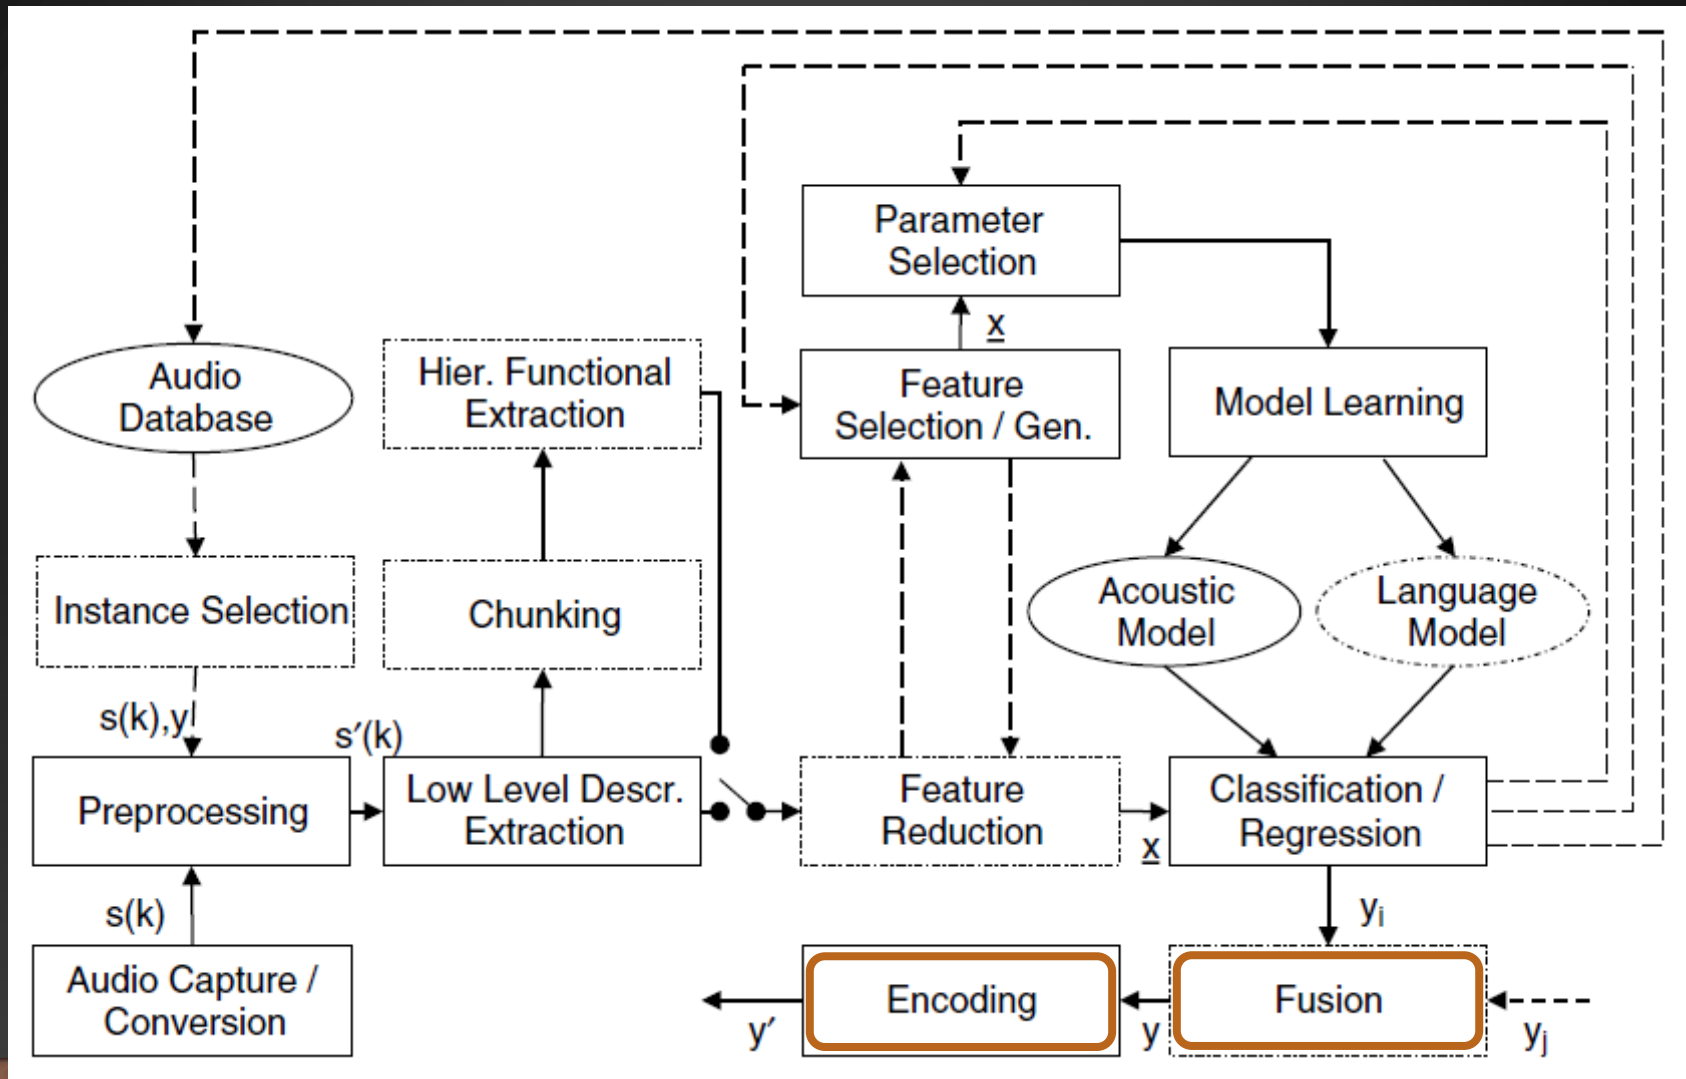 Parameter
Selection
x
Audio
Database
Hier. Functional
Extraction
Feature
Selection / Gen.
Model Learning
Instance Selection
Chunking
Acoustic
Model
Language
Model
s(k),y
s′(k)
Preprocessing
Low Level Descr.
Extraction
Feature
Reduction
x
Classification /
Regression
s(k)
yi
Audio Capture /
Conversion
y′
Encoding
y
Fusion
yj